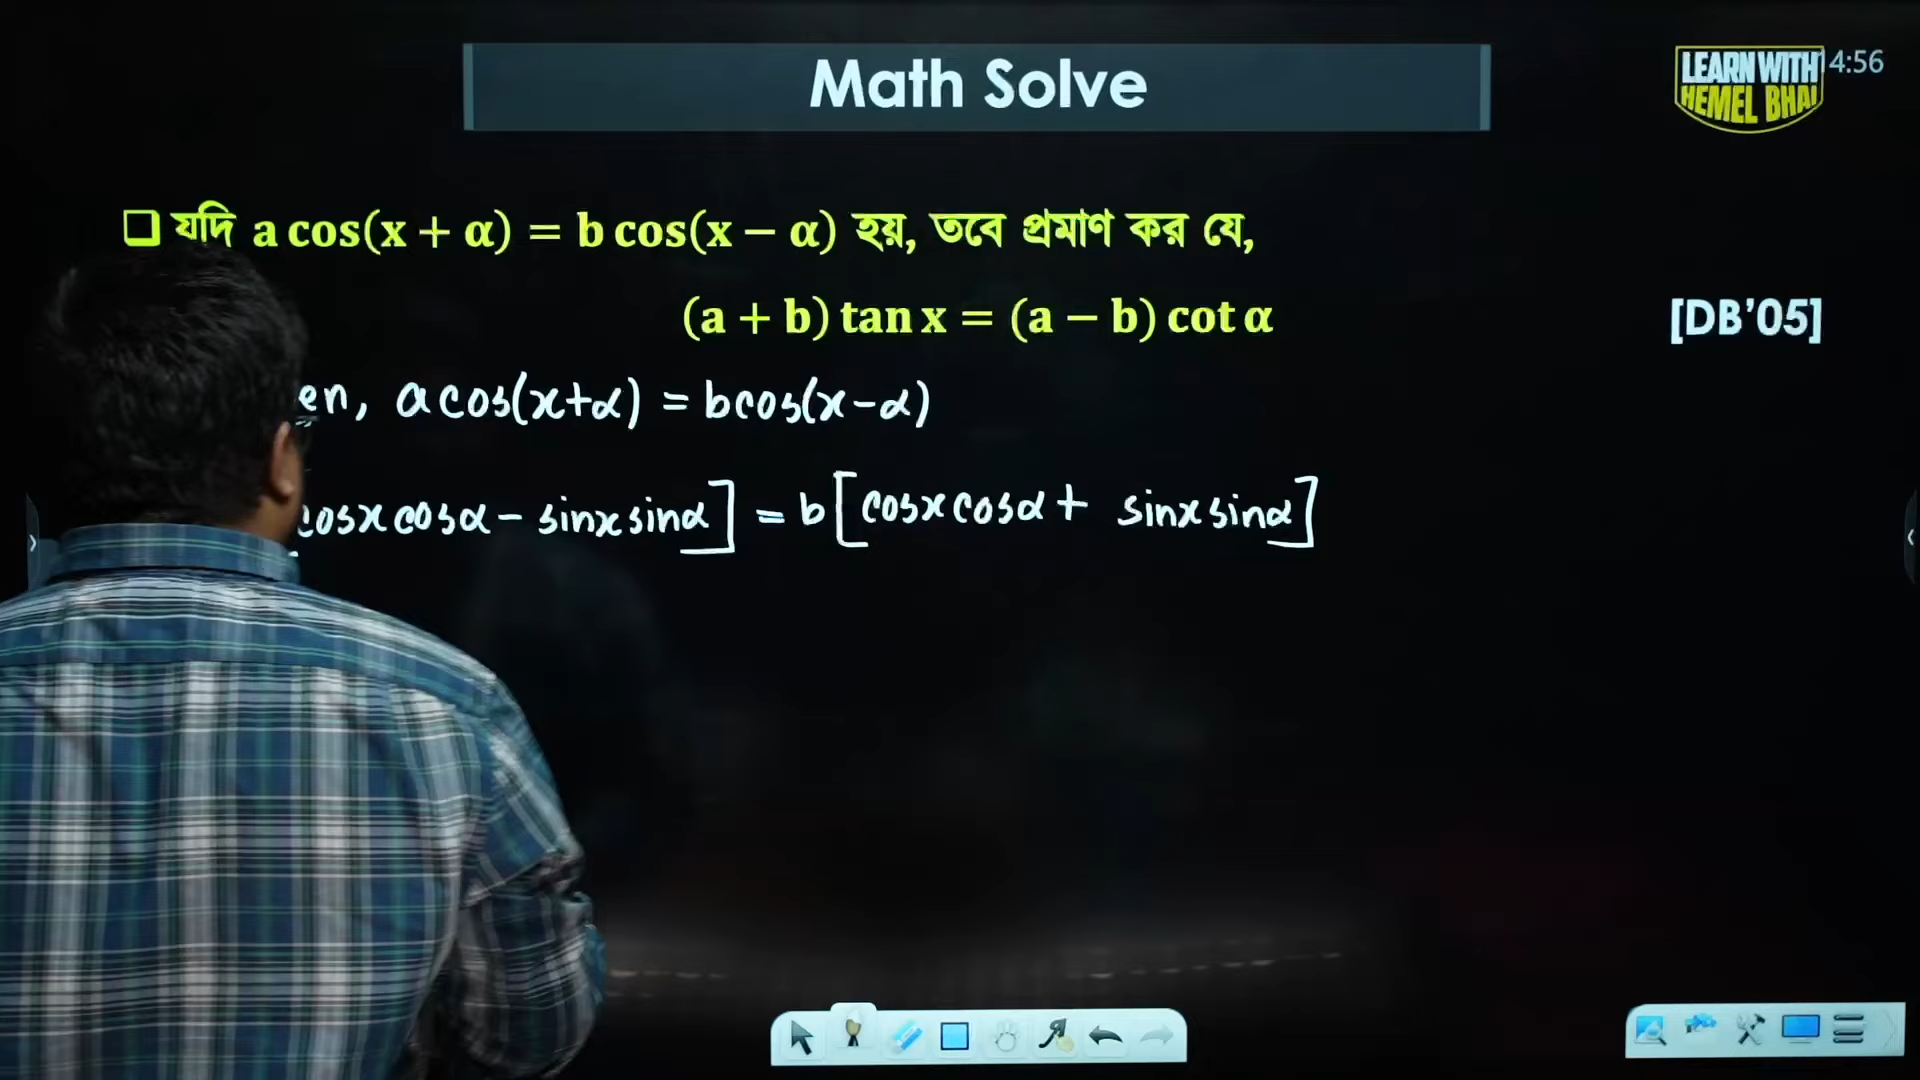 Math Solve
LEARN WITH
HEMEL BHAI
4:56
❑ যদি a cos(x + α) = b cos(x − α) হয়, তবে প্রমাণ কর যে,
(a + b) tan x = (a − b) cot α
[DB’05]
en, a cos(x+α) = b cos(x-α)
cosx cosα - sinx sinα] = b[cosx cosα + sinx sinα]